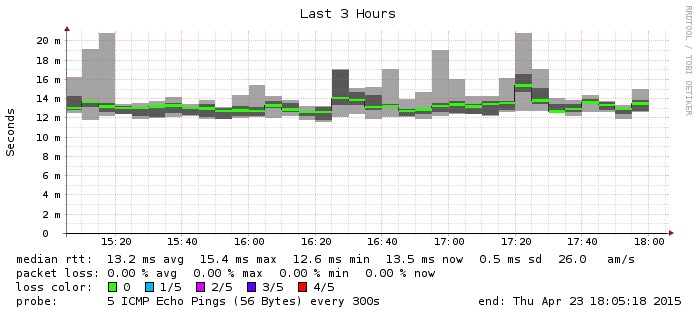 Last 3 Hours
RRDTOOL / TOBI OETIKER
Seconds
20 m
18 m
16 m
14 m
12 m
10 m
8 m
6 m
4 m
2 m
0
15:20 15:40 16:00 16:20 16:40 17:00 17:20 17:40 18:00
median rtt: 13.2 ms avg 15.4 ms max 12.6 ms min 13.5 ms now 0.5 ms sd 26.0 am/s
packet loss: 0.00 % avg 0.00 % max 0.00 % min 0.00 % now
loss color: 0 1/5 2/5 3/5 4/5
probe: 5 ICMP Echo Pings (56 Bytes) every 300s end: Thu Apr 23 18:05:18 2015